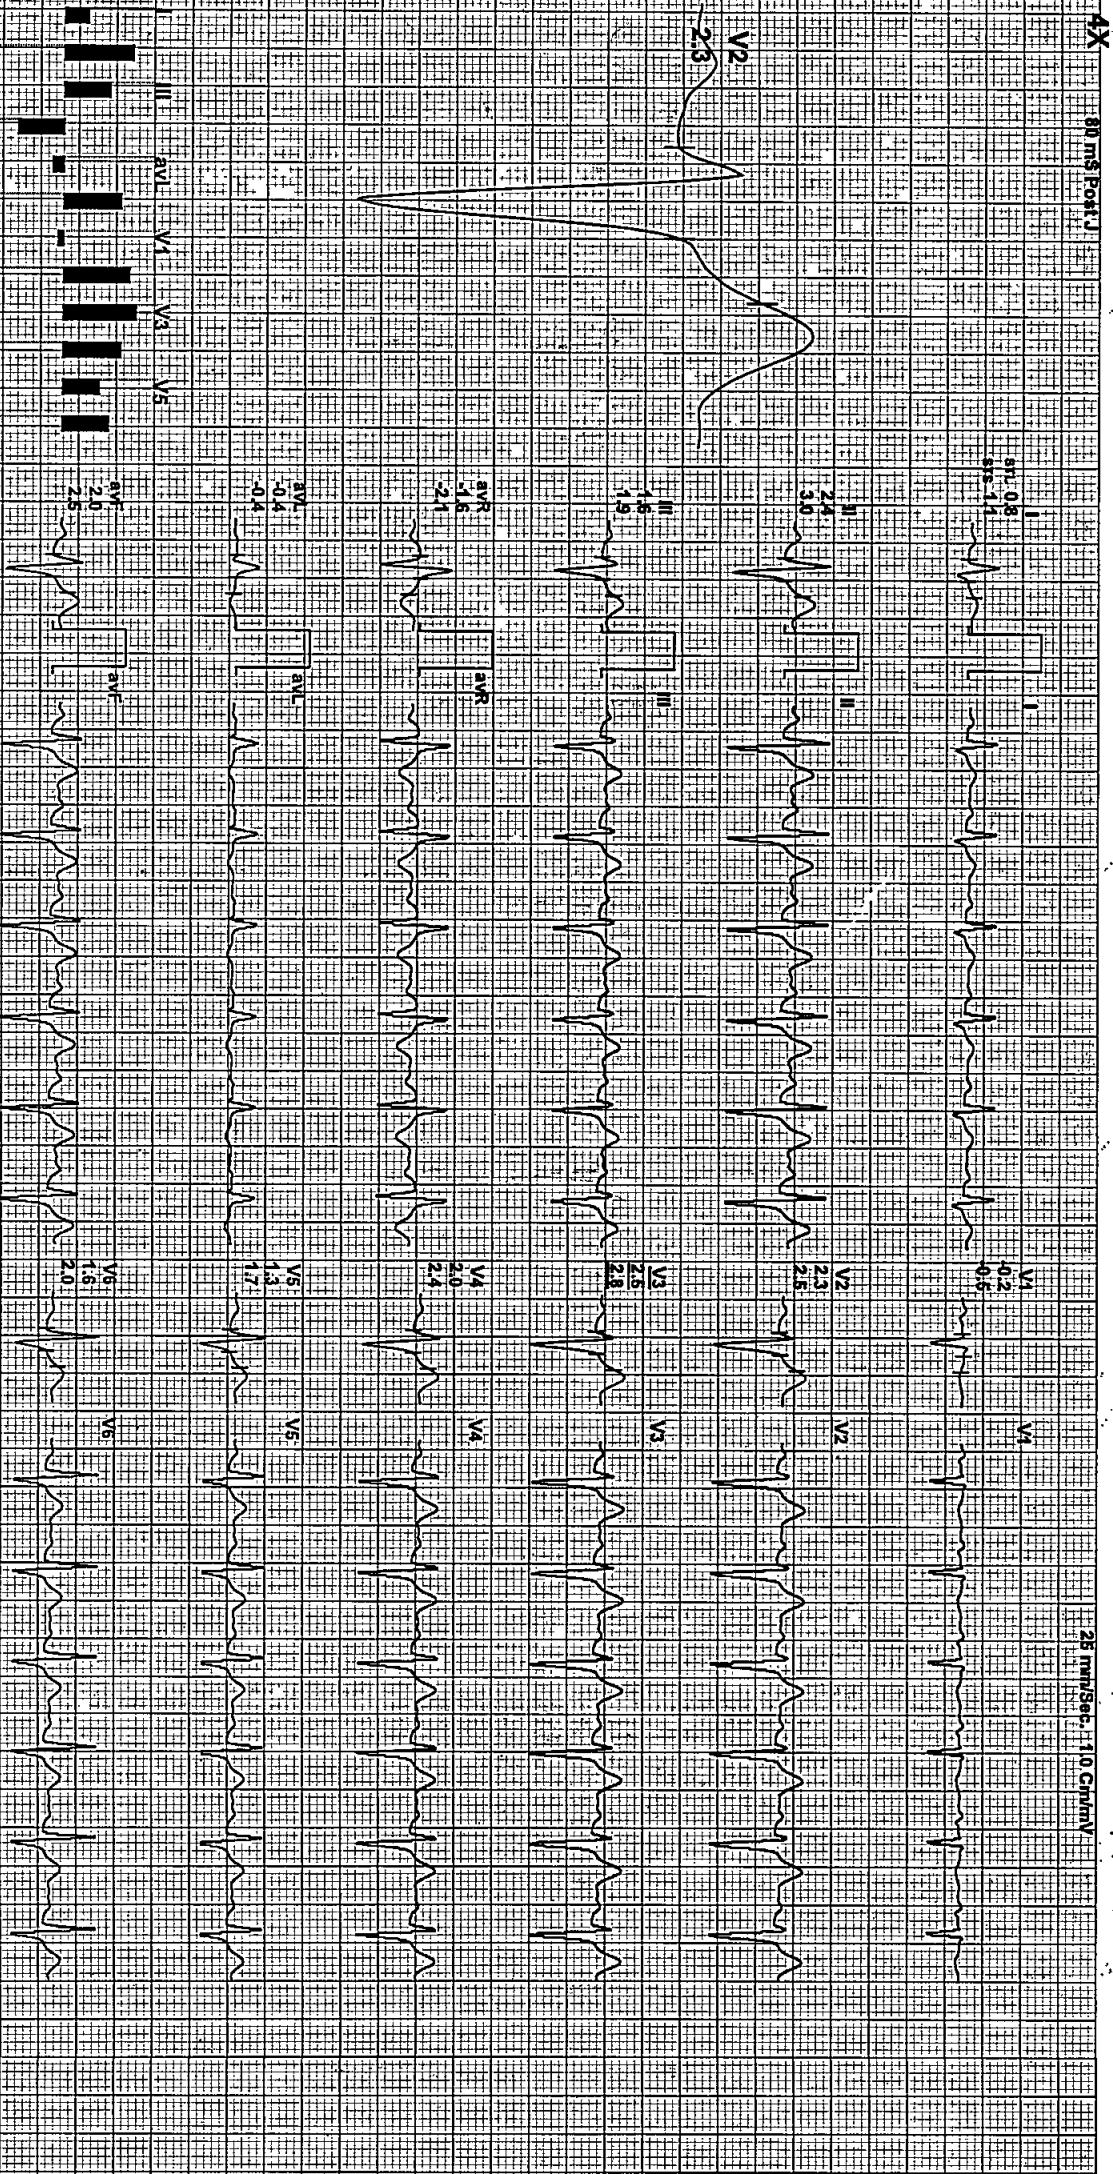 4X
80 mS Post J
25 mm/Sec. 1.0 Cm/mV
V2
2.3
I
STL 0.8
STS 1.1
I
V1
-0.2
-0.5
V1
II
2.4
3.0
II
V2
2.3
2.5
V2
III
1.6
1.9
III
V3
2.5
2.8
V3
avR
-1.6
-2.1
avR
V4
2.0
2.4
V4
avL
-0.4
-0.4
avL
V5
1.3
1.7
V5
avF
2.0
2.5
avF
V6
1.6
2.0
V6
I III avL V1 V3 V5